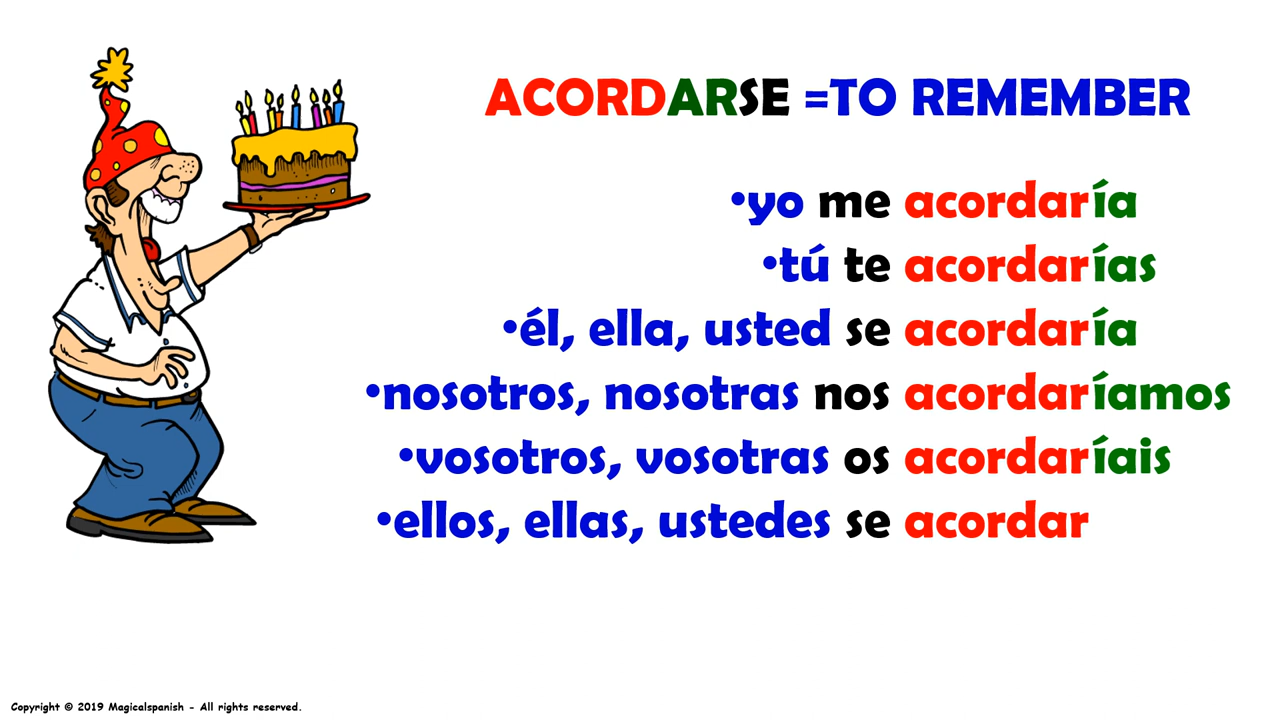 ACORDARSE =TO REMEMBER
•yo me acordaría
•tú te acordarías
•él, ella, usted se acordaría
•nosotros, nosotras nos acordaríamos
•vosotros, vosotras os acordaríais
•ellos, ellas, ustedes se acordar
Copyright © 2019 Magicalspanish - All rights reserved.